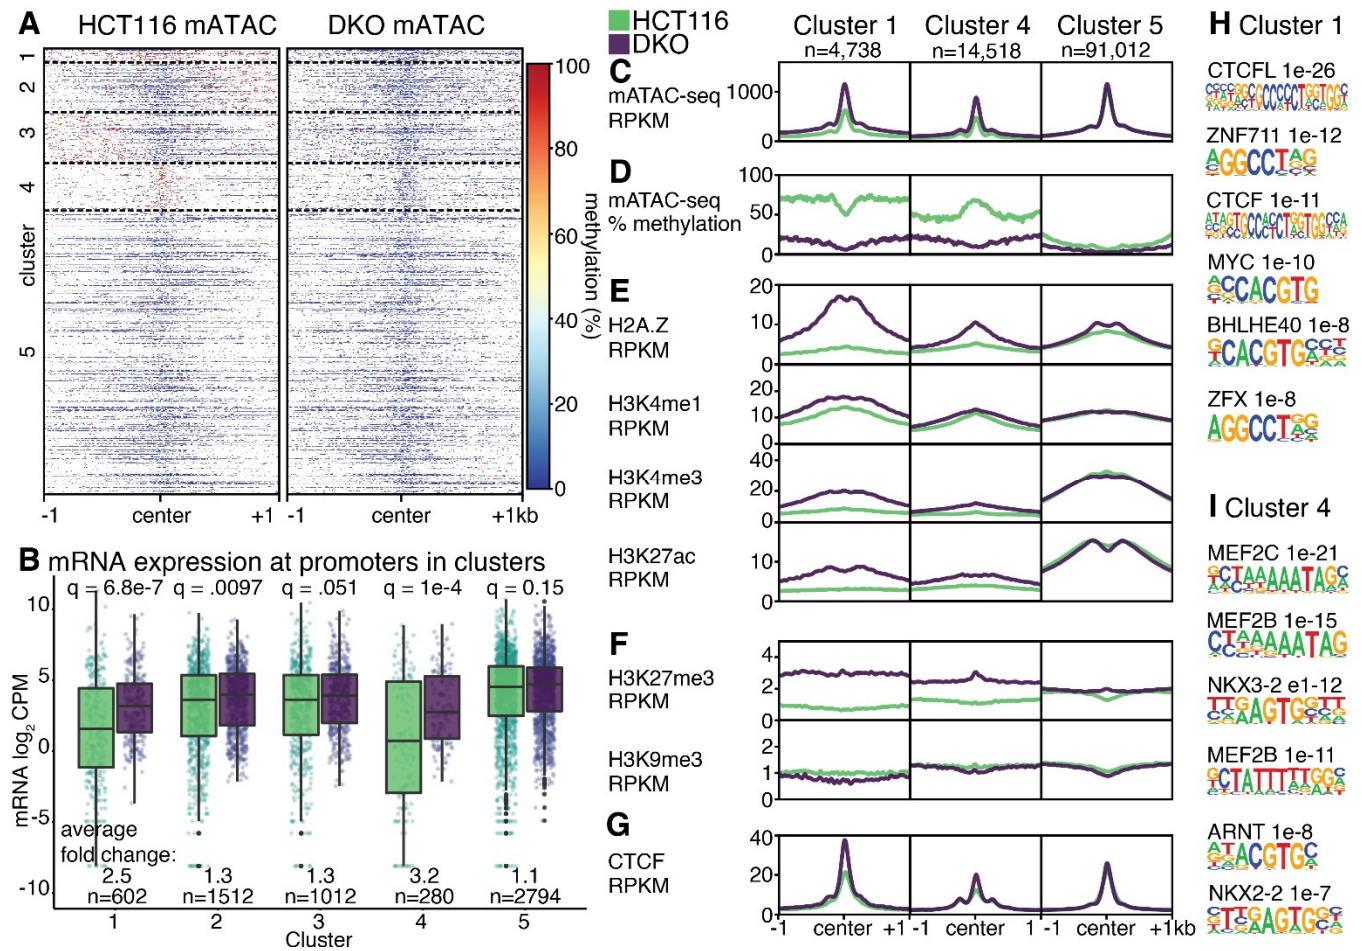 A HCT116 mATAC DKO mATAC
1
2
3
4
5
cluster
100
80
60
40
20
0
methylation (%)
-1 center +1 -1 center +1kb
B mRNA expression at promoters in clusters
q = 6.8e-7 q = .0097 q = .051 q = 1e-4 q = 0.15
mRNA log2 CPM
10
5
0
-5
-10
average
fold change:
2.5 1.3 1.3 3.2 1.1
n=602 n=1512 n=1012 n=280 n=2794
1 2 3 4 5
Cluster
HCT116
DKO
Cluster 1 Cluster 4 Cluster 5
n=4,738 n=14,518 n=91,012
C
mATAC-seq
RPKM
1000
0
D
mATAC-seq
% methylation
100
50
0
E
H2A.Z
RPKM
20
10
0
H3K4me1
RPKM
20
10
0
H3K4me3
RPKM
40
20
0
H3K27ac
RPKM
10
0
F
H3K27me3
RPKM
4
2
0
H3K9me3
RPKM
2
1
0
G
CTCF
RPKM
40
20
0
-1 center +1 -1 center 1 -1 center +1kb
H Cluster 1
CTCFL 1e-26
ZNF711 1e-12
AGGCCTAG
CTCF 1e-11
MYC 1e-10
CACGTG
BHLHE40 1e-8
CACGTG
ZFX 1e-8
AGGCCT
I Cluster 4
MEF2C 1e-21
MEF2B 1e-15
NKX3-2 e1-12
MEF2B 1e-11
ARNT 1e-8
NKX2-2 1e-7